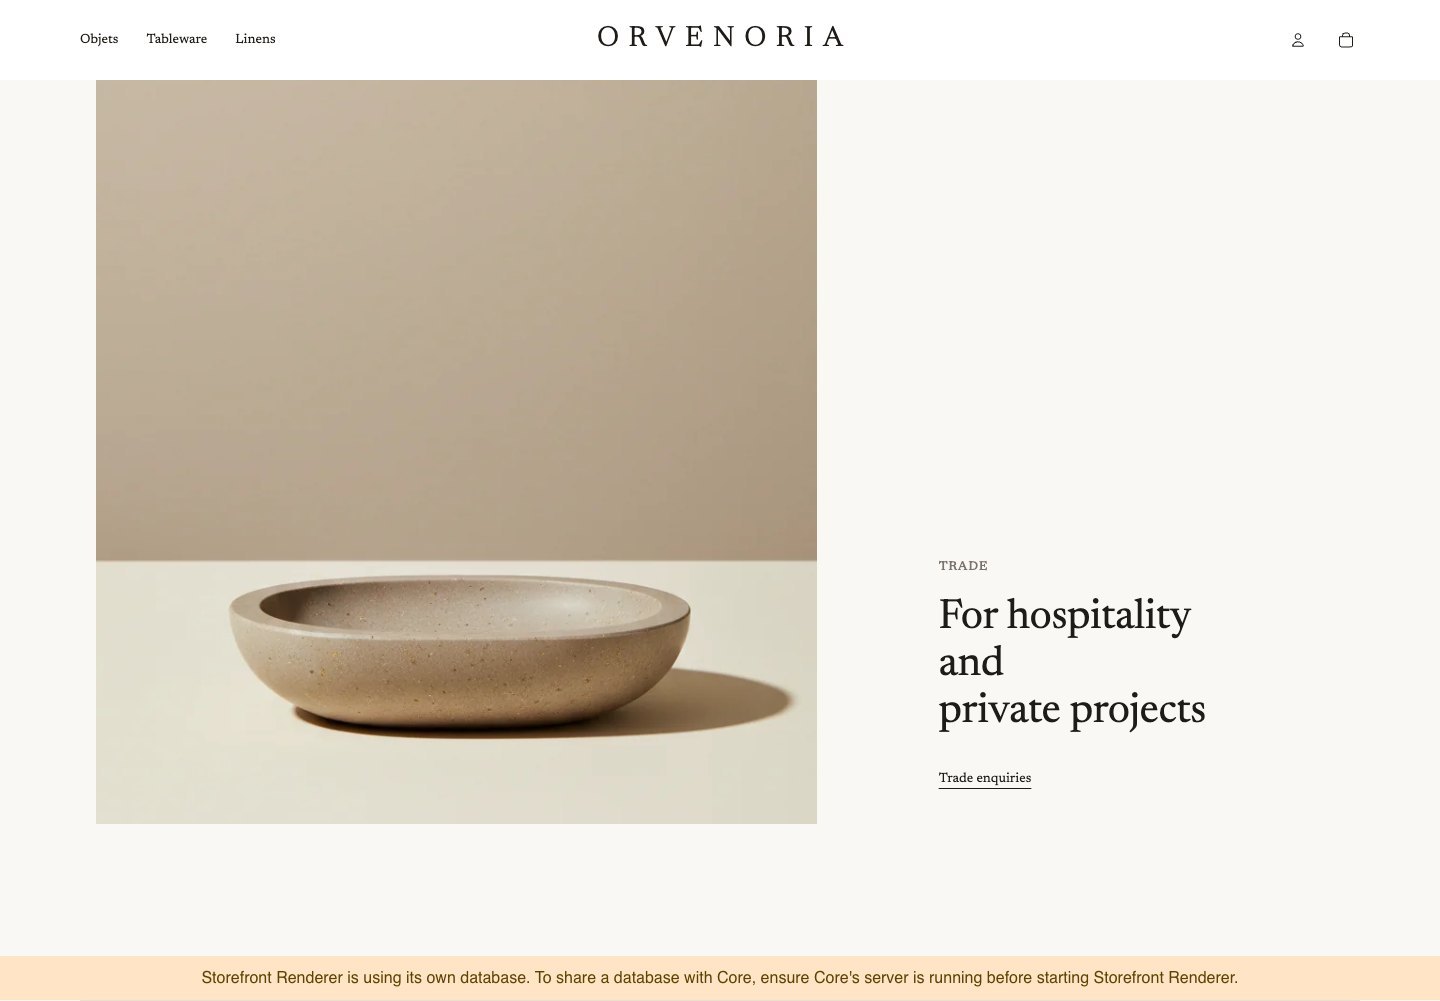 Objets
Tableware
Linens
ORVENORIA
TRADE
For hospitality
and
private projects
Trade enquiries
Storefront Renderer is using its own database. To share a database with Core, ensure Core's server is running before starting Storefront Renderer.